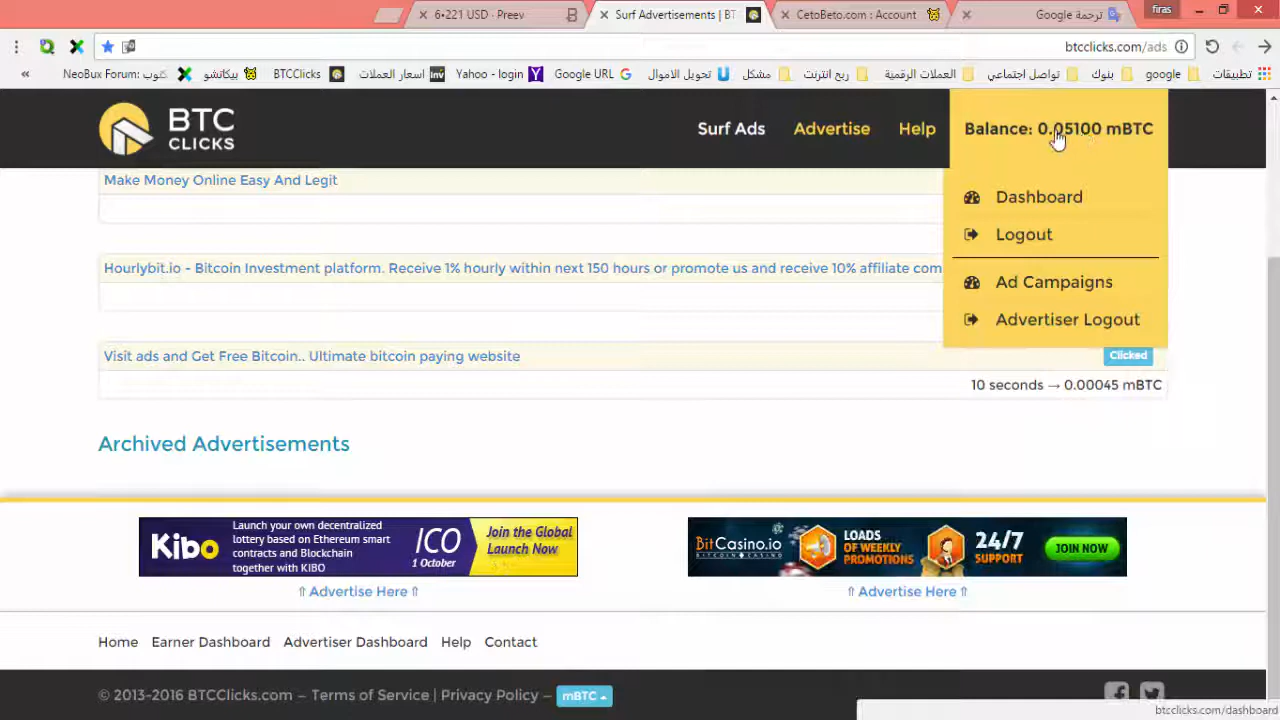 6•221 USD - Preev
Surf Advertisements | BT
CetoBeto.com : Account
ترجمة Google
firas
btcclicks.com/ads
«
NeoBux Forum: كتوب
بيكاتشو
BTCClicks
اسعار العملات
Yahoo - login
Google URL
تحويل الاموال
مشكل
ربح انترنت
العملات الرقمية
تواصل اجتماعي
بنوك
google
تطبيقات
BTC
CLICKS
Surf Ads
Advertise
Help
Balance: 0.05100 mBTC
Dashboard
Logout
Ad Campaigns
Advertiser Logout
Make Money Online Easy And Legit
Hourlybit.io - Bitcoin Investment platform. Receive 1% hourly within next 150 hours or promote us and receive 10% affiliate com
Visit ads and Get Free Bitcoin.. Ultimate bitcoin paying website
Clicked
10 seconds → 0.00045 mBTC
Archived Advertisements
Kibo
Launch your own decentralized
lottery based on Ethereum smart
contracts and Blockchain
together with KIBO
ICO
1 October
Join the Global
Launch Now
BitCasino.io
BITCOIN CASINO
LOADS
OF WEEKLY
PROMOTIONS
24/7
SUPPORT
JOIN NOW
⇧ Advertise Here ⇧
⇧ Advertise Here ⇧
Home
Earner Dashboard
Advertiser Dashboard
Help
Contact
© 2013-2016 BTCClicks.com – Terms of Service | Privacy Policy –
mBTC
btcclicks.com/dashboard